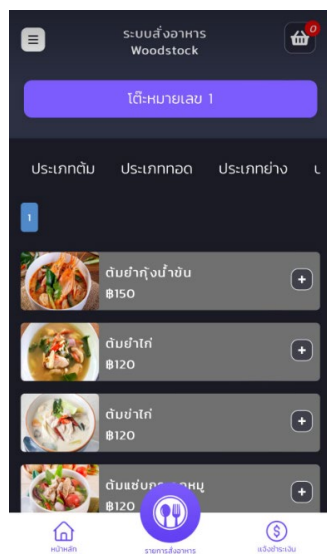 ระบบสั่งอาหาร
Woodstock
0
โต๊ะหมายเลข 1
ประเภทต้ม ประเภททอด ประเภทย่าง
1
ต้มยำกุ้งน้ำข้น
฿150
ต้มยำไก่
฿120
ต้มข่าไก่
฿120
฿120
หน้าหลัก รายการสั่งอาหาร แจ้งชำระเงิน